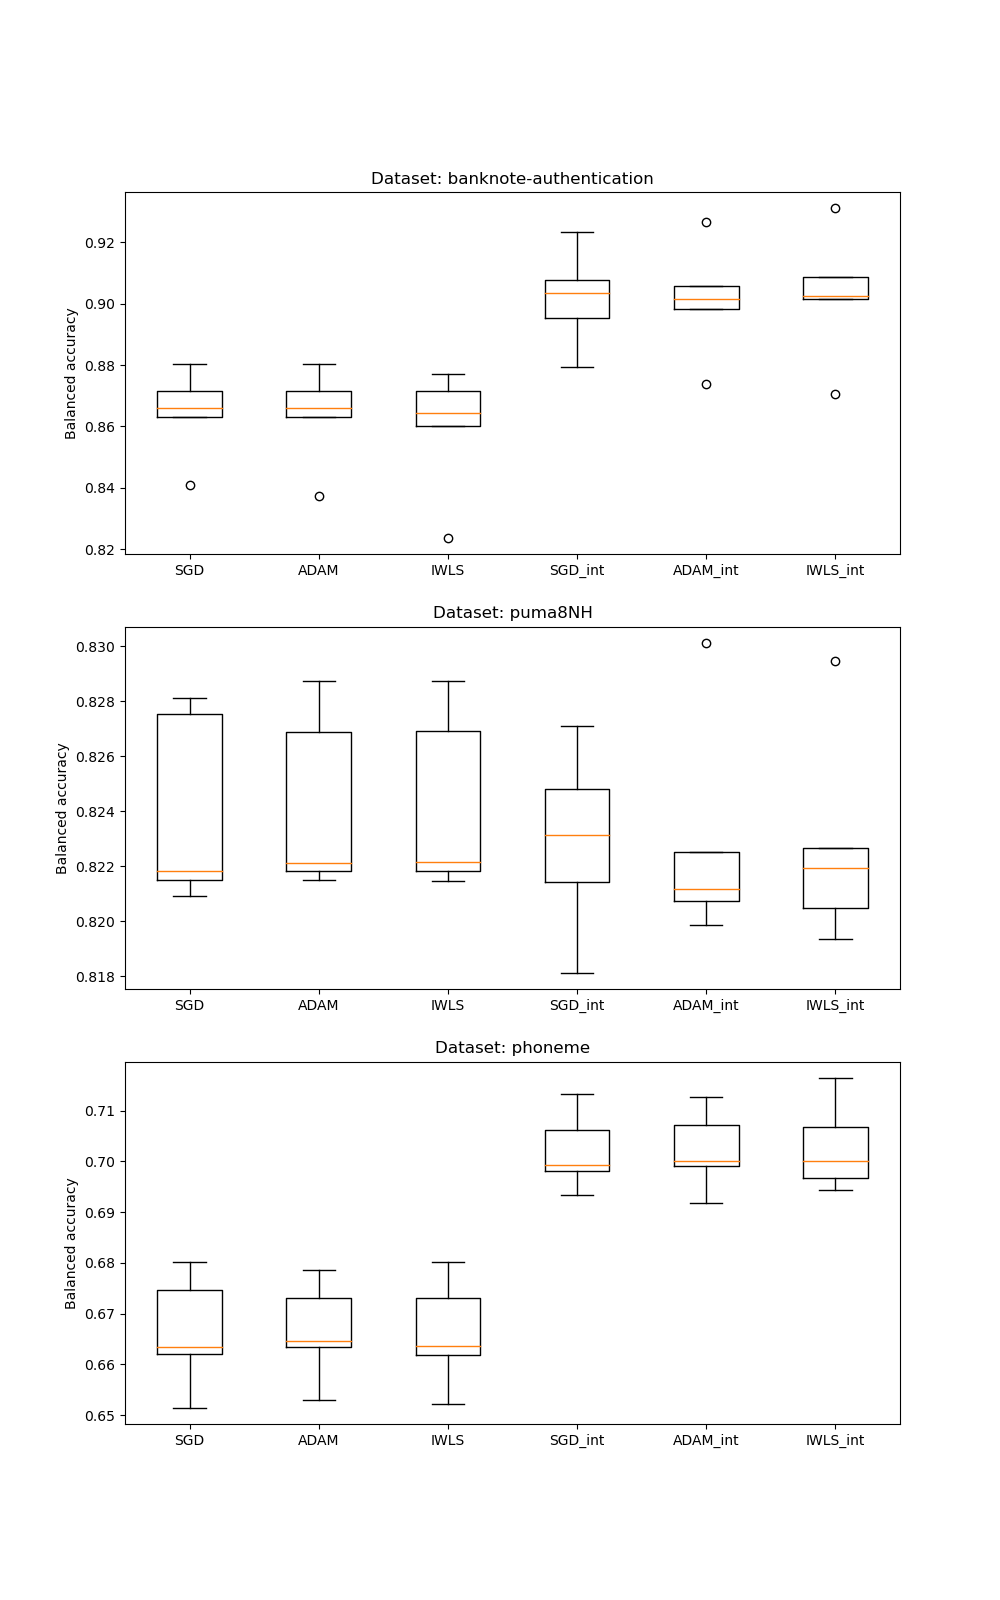 Dataset: banknote-authentication
Balanced accuracy
0.92
0.90
0.88
0.86
0.84
0.82
SGD ADAM IWLS SGD_int ADAM_int IWLS_int
Dataset: puma8NH
Balanced accuracy
0.830
0.828
0.826
0.824
0.822
0.820
0.818
SGD ADAM IWLS SGD_int ADAM_int IWLS_int
Dataset: phoneme
Balanced accuracy
0.71
0.70
0.69
0.68
0.67
0.66
0.65
SGD ADAM IWLS SGD_int ADAM_int IWLS_int